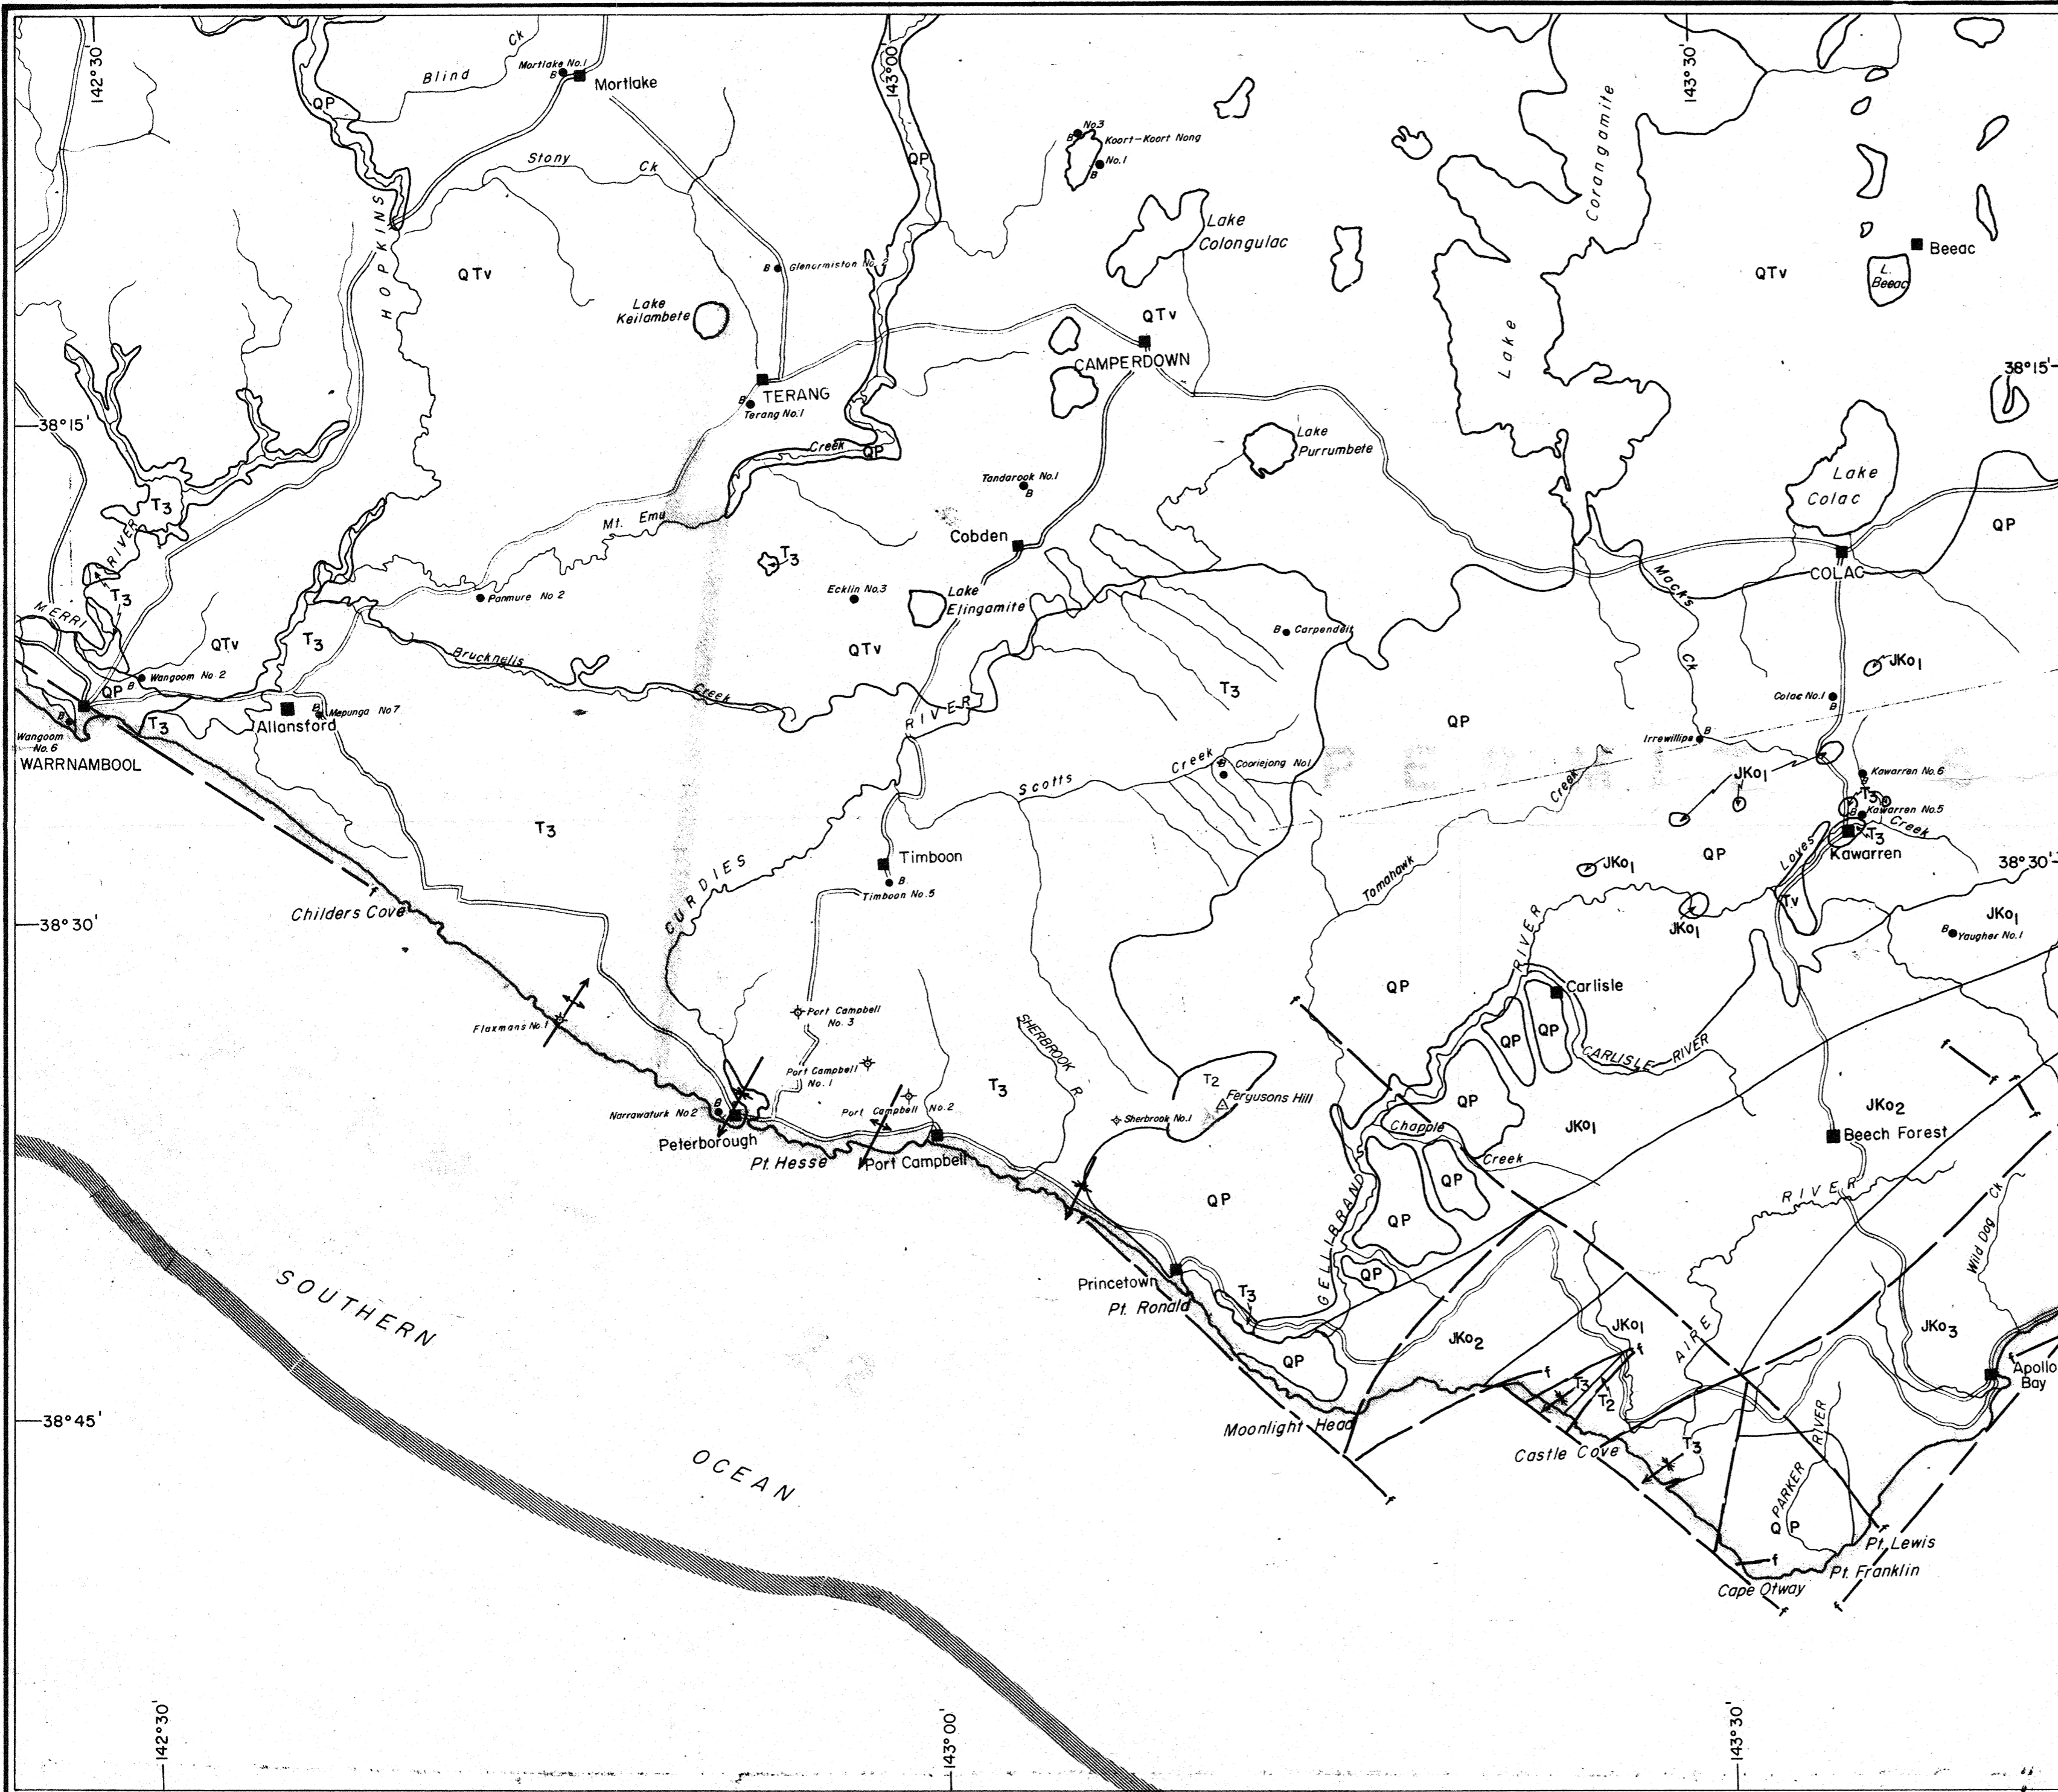 142°30'
143°00'
143°30'
Blind
Ck
Mortlake No.1
B
Mortlake
QP
No.3
B
Koort-Koort Nong
No.1
B
QP
Stony
Ck
Lake
Corangamite
HOPKINS
Lake
Colongulac
Beeac
L.
Beeac
QTv
B
Glenormiston No. 2
QTv
Lake
Keilambete
QTv
CAMPERDOWN
38°15'
TERANG
B
Terang No.1
38°15'
Creek
QP
Lake
Purrumbete
Lake
Colac
Tandarook No.1
B
T3
RIVER
Mt. Emu
Cobden
QP
T3
COLAC
Macks
Ck
T3
MERRI
Panmure No 2
Ecklin No.3
Lake
Elingamite
B
Carpendeit
QTv
T3
Brucknells
Creek
QTv
T3
JKo1
QP
B
Wangoom No 2
B
Mepunga No 7
Allansford
T3
B
Wangoom
No. 6
WARRNAMBOOL
RIVER
QP
Colac No.1
B
Irrewillipe
B
PERMIT
Scotts
Creek
B
Cooriejong No1
Creek
JKo1
Kawarren No.6
B
T3
Kawarren No.5
B
Creek
T3
Kawarren
T3
Timboon
B
Timboon No.5
CURDIES
Tomahawk
JKo1
QP
Loves
38°30'
Tv
JKo1
JKo1
B
Yaugher No.1
Childers Cove
f
38°30'
RIVER
QP
Carlisle
f
Flaxmans No.1
Port Campbell
No. 3
SHERBROOK R
QP
QP
CARLISLE RIVER
Port Campbell
No. 1
T3
T2
Fergusons Hill
QP
JKo2
Narrawaturk No2
B
Port Campbell No.2
Sherbrook No.1
Chapple
Creek
JKo1
Beech Forest
Peterborough
Pt. Hesse
Port Campbell
QP
QP
QP
RIVER
Wild Dog
Ck
GELLIBRAND
f
Princetown
Pt. Ronald
QP
T3
SOUTHERN
JKo2
JKo1
AIRE
JKo3
QP
f
f
f
Apollo
Bay
T3
T2
38°45'
Moonlight Head
Castle Cove
T3
RIVER
PARKER
OCEAN
f
QP
f
Pt. Lewis
f
Pt. Franklin
Cape Otway
f
f
142°30'
143°00'
143°30'